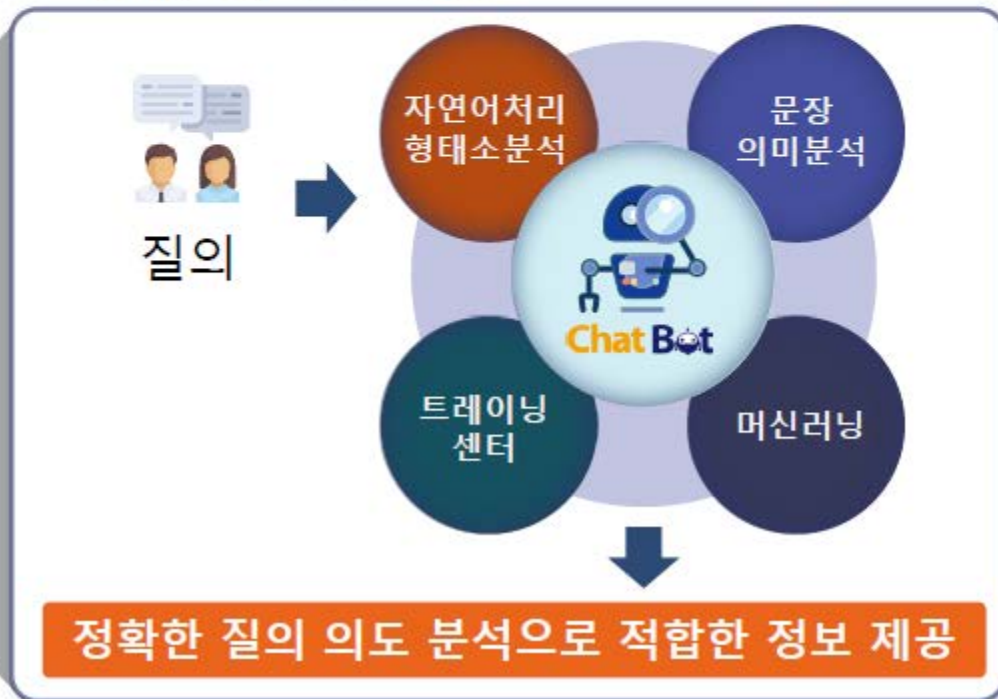 질의
자연어처리
형태소분석
문장
의미분석
Chat Bot
트레이닝
센터
머신러닝
정확한 질의 의도 분석으로 적합한 정보 제공